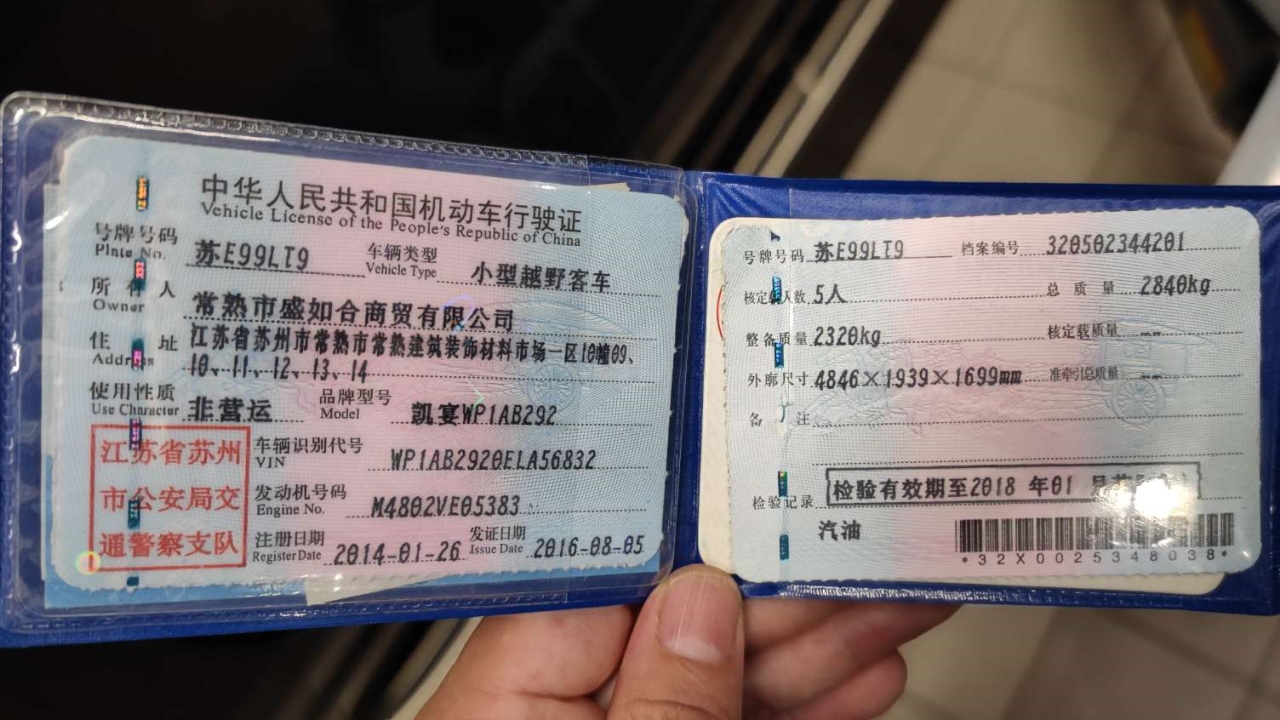 中华人民共和国机动车行驶证
Vehicle License of the People's Republic of China
号牌号码 苏E99LT9 车辆类型 小型越野客车
Plate No. Vehicle Type
所有人 常熟市盛如合商贸有限公司
Owner
住址 江苏省苏州市常熟市常熟建筑装饰材料市场一区10幢09、
Address 10、11、12、13、14
使用性质 非营运 品牌型号 凯宴WP1AB292
Use Character Model
江苏省苏州
市公安局交
通警察支队
车辆识别代号 WP1AB2920ELA56832
VIN
发动机号码 M4802VE05383
Engine No.
注册日期 2014-01-26 发证日期 2016-08-05
Register Date Issue Date
号牌号码 苏E99LT9 档案编号 320502344201
核定载人数 5人 总质量 2840kg
整备质量 2320kg 核定载质量 --
外廓尺寸 4846×1939×1699mm 准牵引总质量 --
备注
检验记录 检验有效期至2018 年01 月
汽油
*32X0025348038*